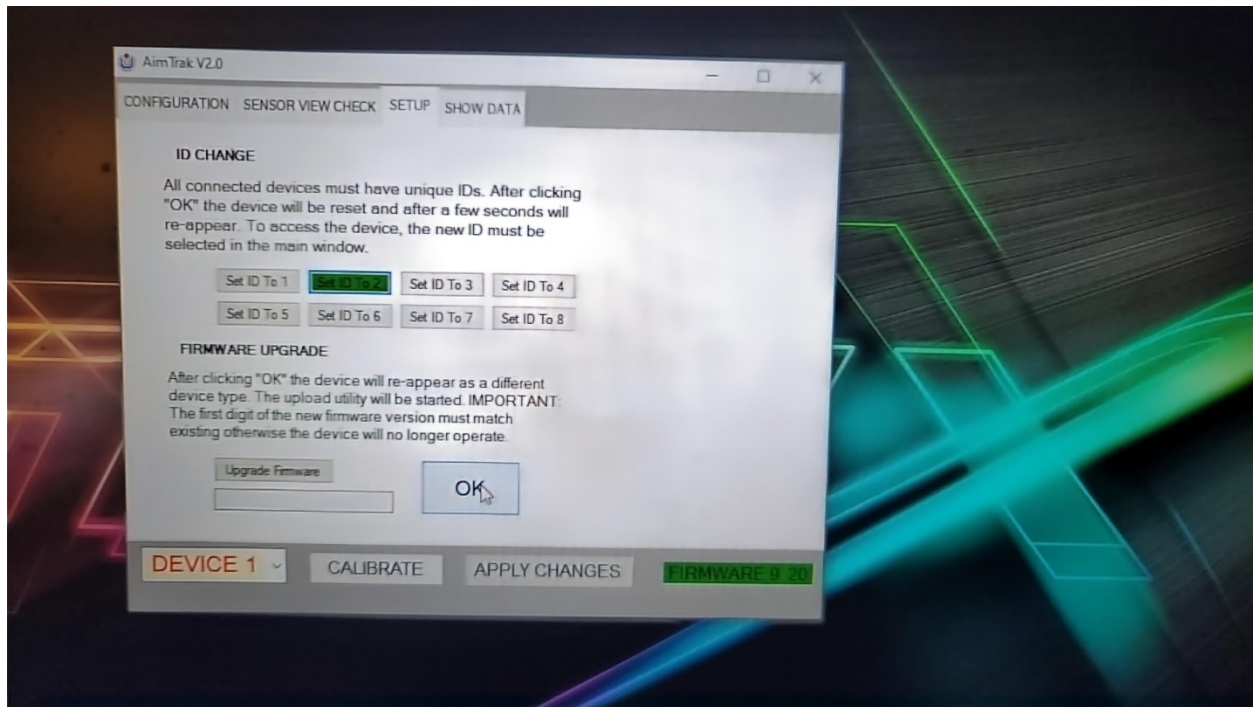 AimTrak V2.0
CONFIGURATION SENSOR VIEW CHECK SETUP SHOW DATA
ID CHANGE
All connected devices must have unique IDs. After clicking
"OK" the device will be reset and after a few seconds will
re-appear. To access the device, the new ID must be
selected in the main window.
Set ID To 1 Set ID To 2 Set ID To 3 Set ID To 4
Set ID To 5 Set ID To 6 Set ID To 7 Set ID To 8
FIRMWARE UPGRADE
After clicking "OK" the device will re-appear as a different
device type. The upload utility will be started. IMPORTANT:
The first digit of the new firmware version must match
existing otherwise the device will no longer operate.
Upgrade Firmware
OK
DEVICE 1 CALIBRATE APPLY CHANGES FIRMWARE 9 20